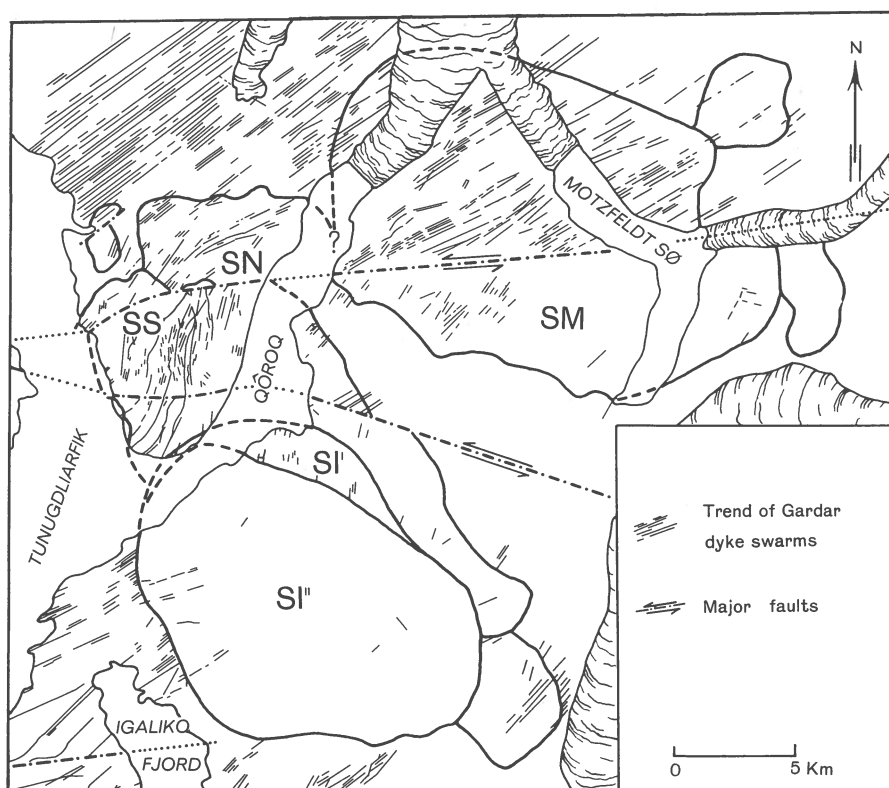 N
MOTZFELDT SØ
?
SN
SS
SM
QÔROQ
SI'
TUNUGDLIARFIK
SI"
IGALIKO
FJORD
Trend of Gardar
dyke swarms
Major faults
0 5 Km